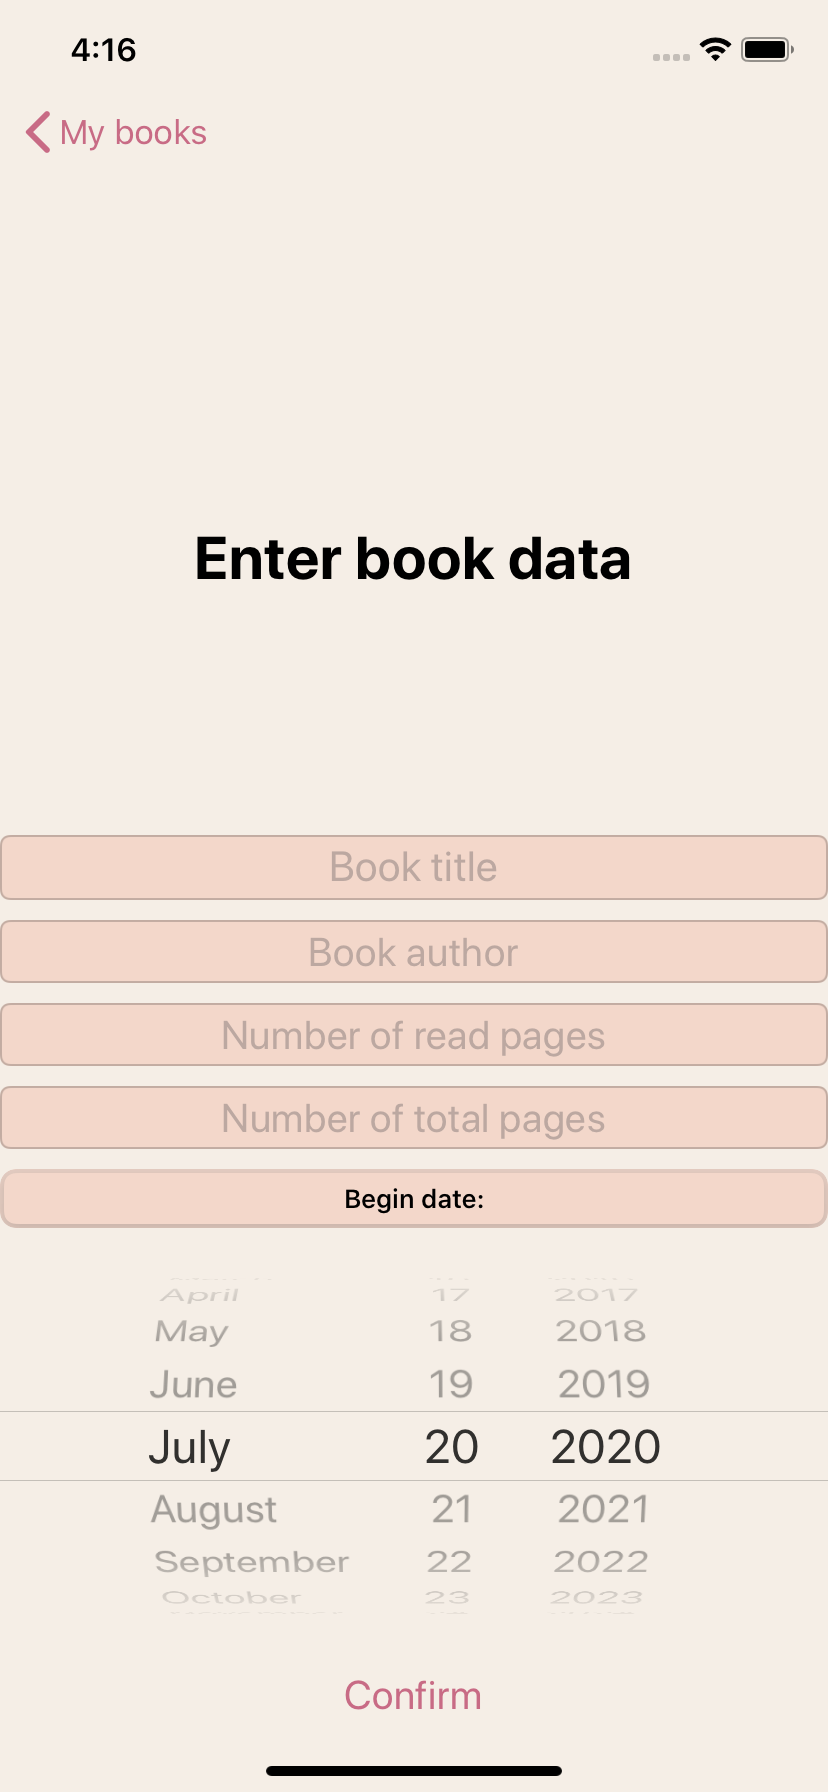 4:16
My books
Enter book data
Book title
Book author
Number of read pages
Number of total pages
Begin date:
April 17 2017
May 18 2018
June 19 2019
July 20 2020
August 21 2021
September 22 2022
October 23 2023
Confirm